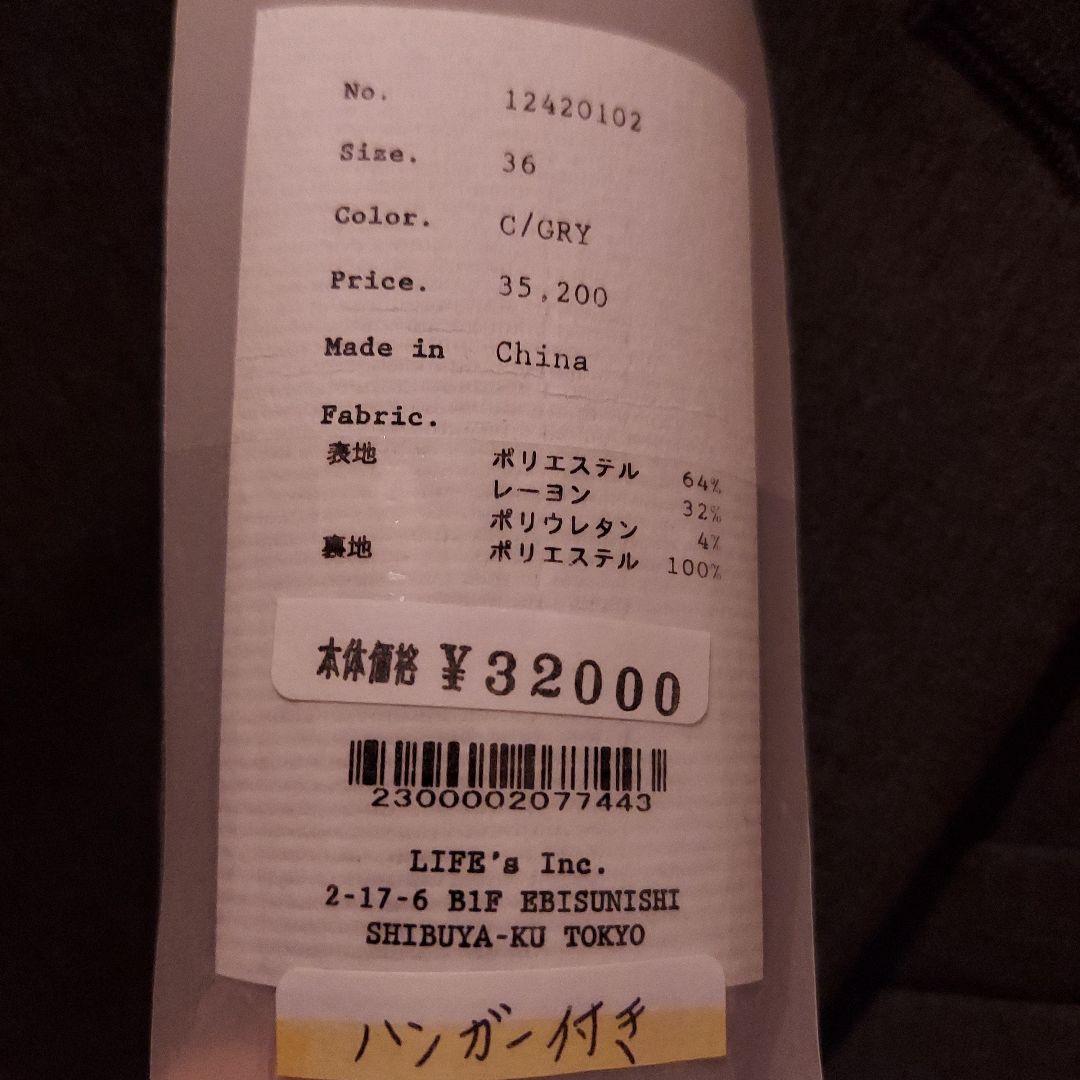 No. 12420102
Size. 36
Color. C/GRY
Price. 35,200
Made in China
Fabric.
表地 ポリエステル 64%
レーヨン 32%
ポリウレタン 4%
裏地 ポリエステル 100%
本体価格 ¥32000
2300002077443
LIFE's Inc.
2-17-6 B1F EBISUNISHI
SHIBUYA-KU TOKYO
ハンガー付き